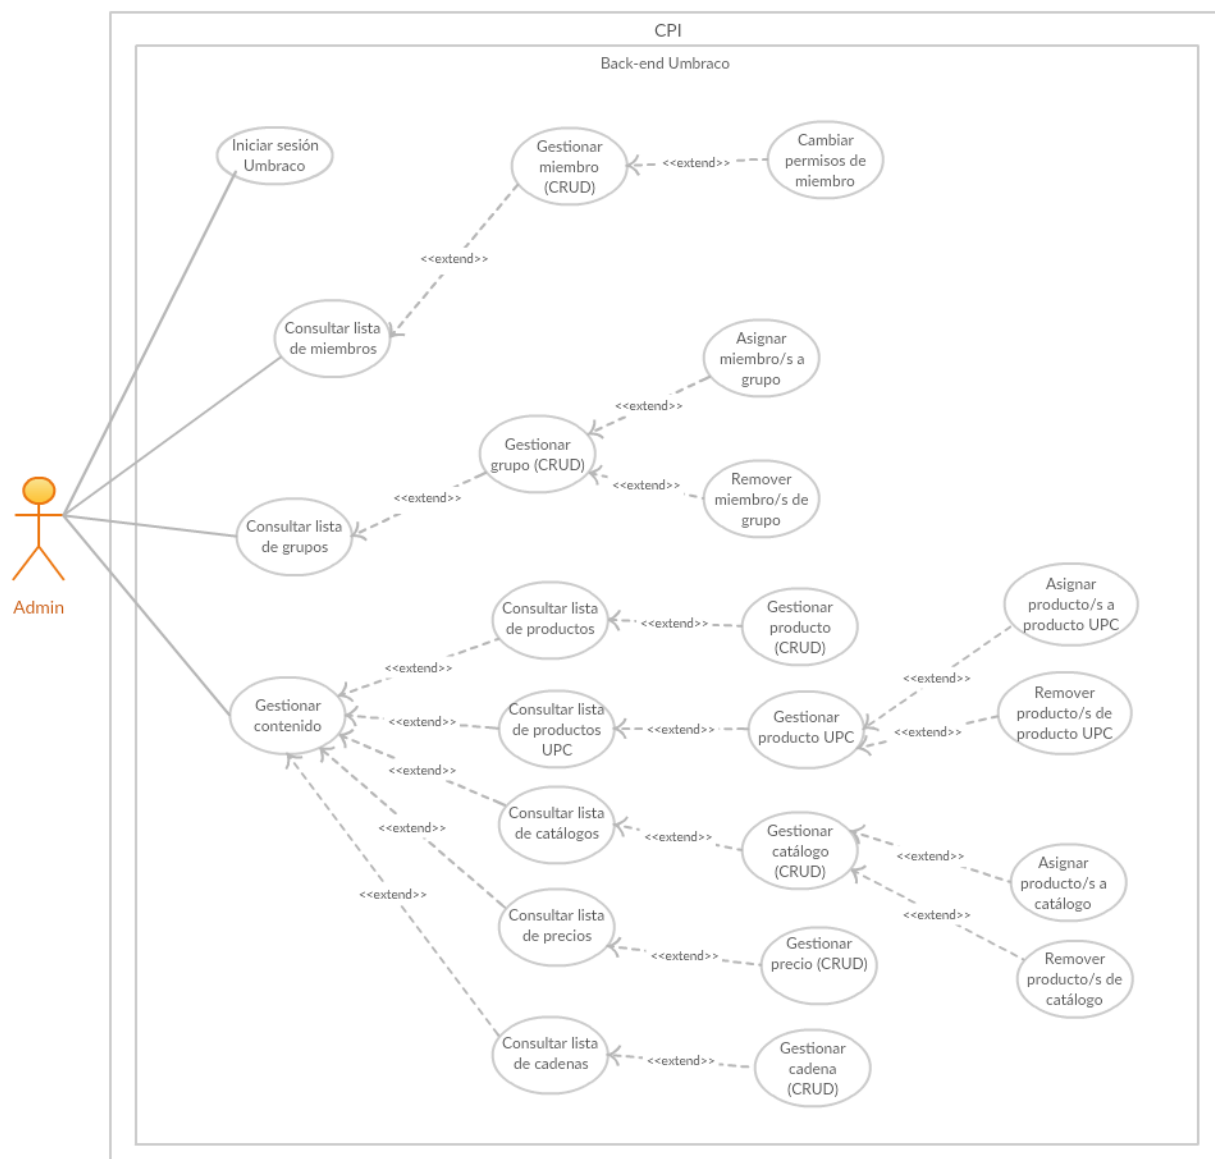 CPI
Back-end Umbraco
Iniciar sesión
Umbraco
Gestionar
miembro
(CRUD)
<<extend>>
Cambiar
permisos de
miembro
<<extend>>
Consultar lista
de miembros
Asignar
miembro/s a
grupo
<<extend>>
Gestionar
grupo (CRUD)
Remover
miembro/s de
grupo
<<extend>>
<<extend>>
Consultar lista
de grupos
Admin
Consultar lista
de productos
<<extend>>
Gestionar
producto
(CRUD)
Asignar
producto/s a
producto UPC
<<extend>>
<<extend>>
Gestionar
contenido
<<extend>>
Consultar lista
de productos
UPC
<<extend>>
Gestionar
producto UPC
<<extend>>
Remover
producto/s de
producto UPC
<<extend>>
Consultar lista
de catálogos
<<extend>>
Gestionar
catálogo
(CRUD)
<<extend>>
Asignar
producto/s a
catálogo
<<extend>>
<<extend>>
Consultar lista
de precios
<<extend>>
Gestionar
precio (CRUD)
Remover
producto/s de
catálogo
<<extend>>
Consultar lista
de cadenas
<<extend>>
Gestionar
cadena
(CRUD)